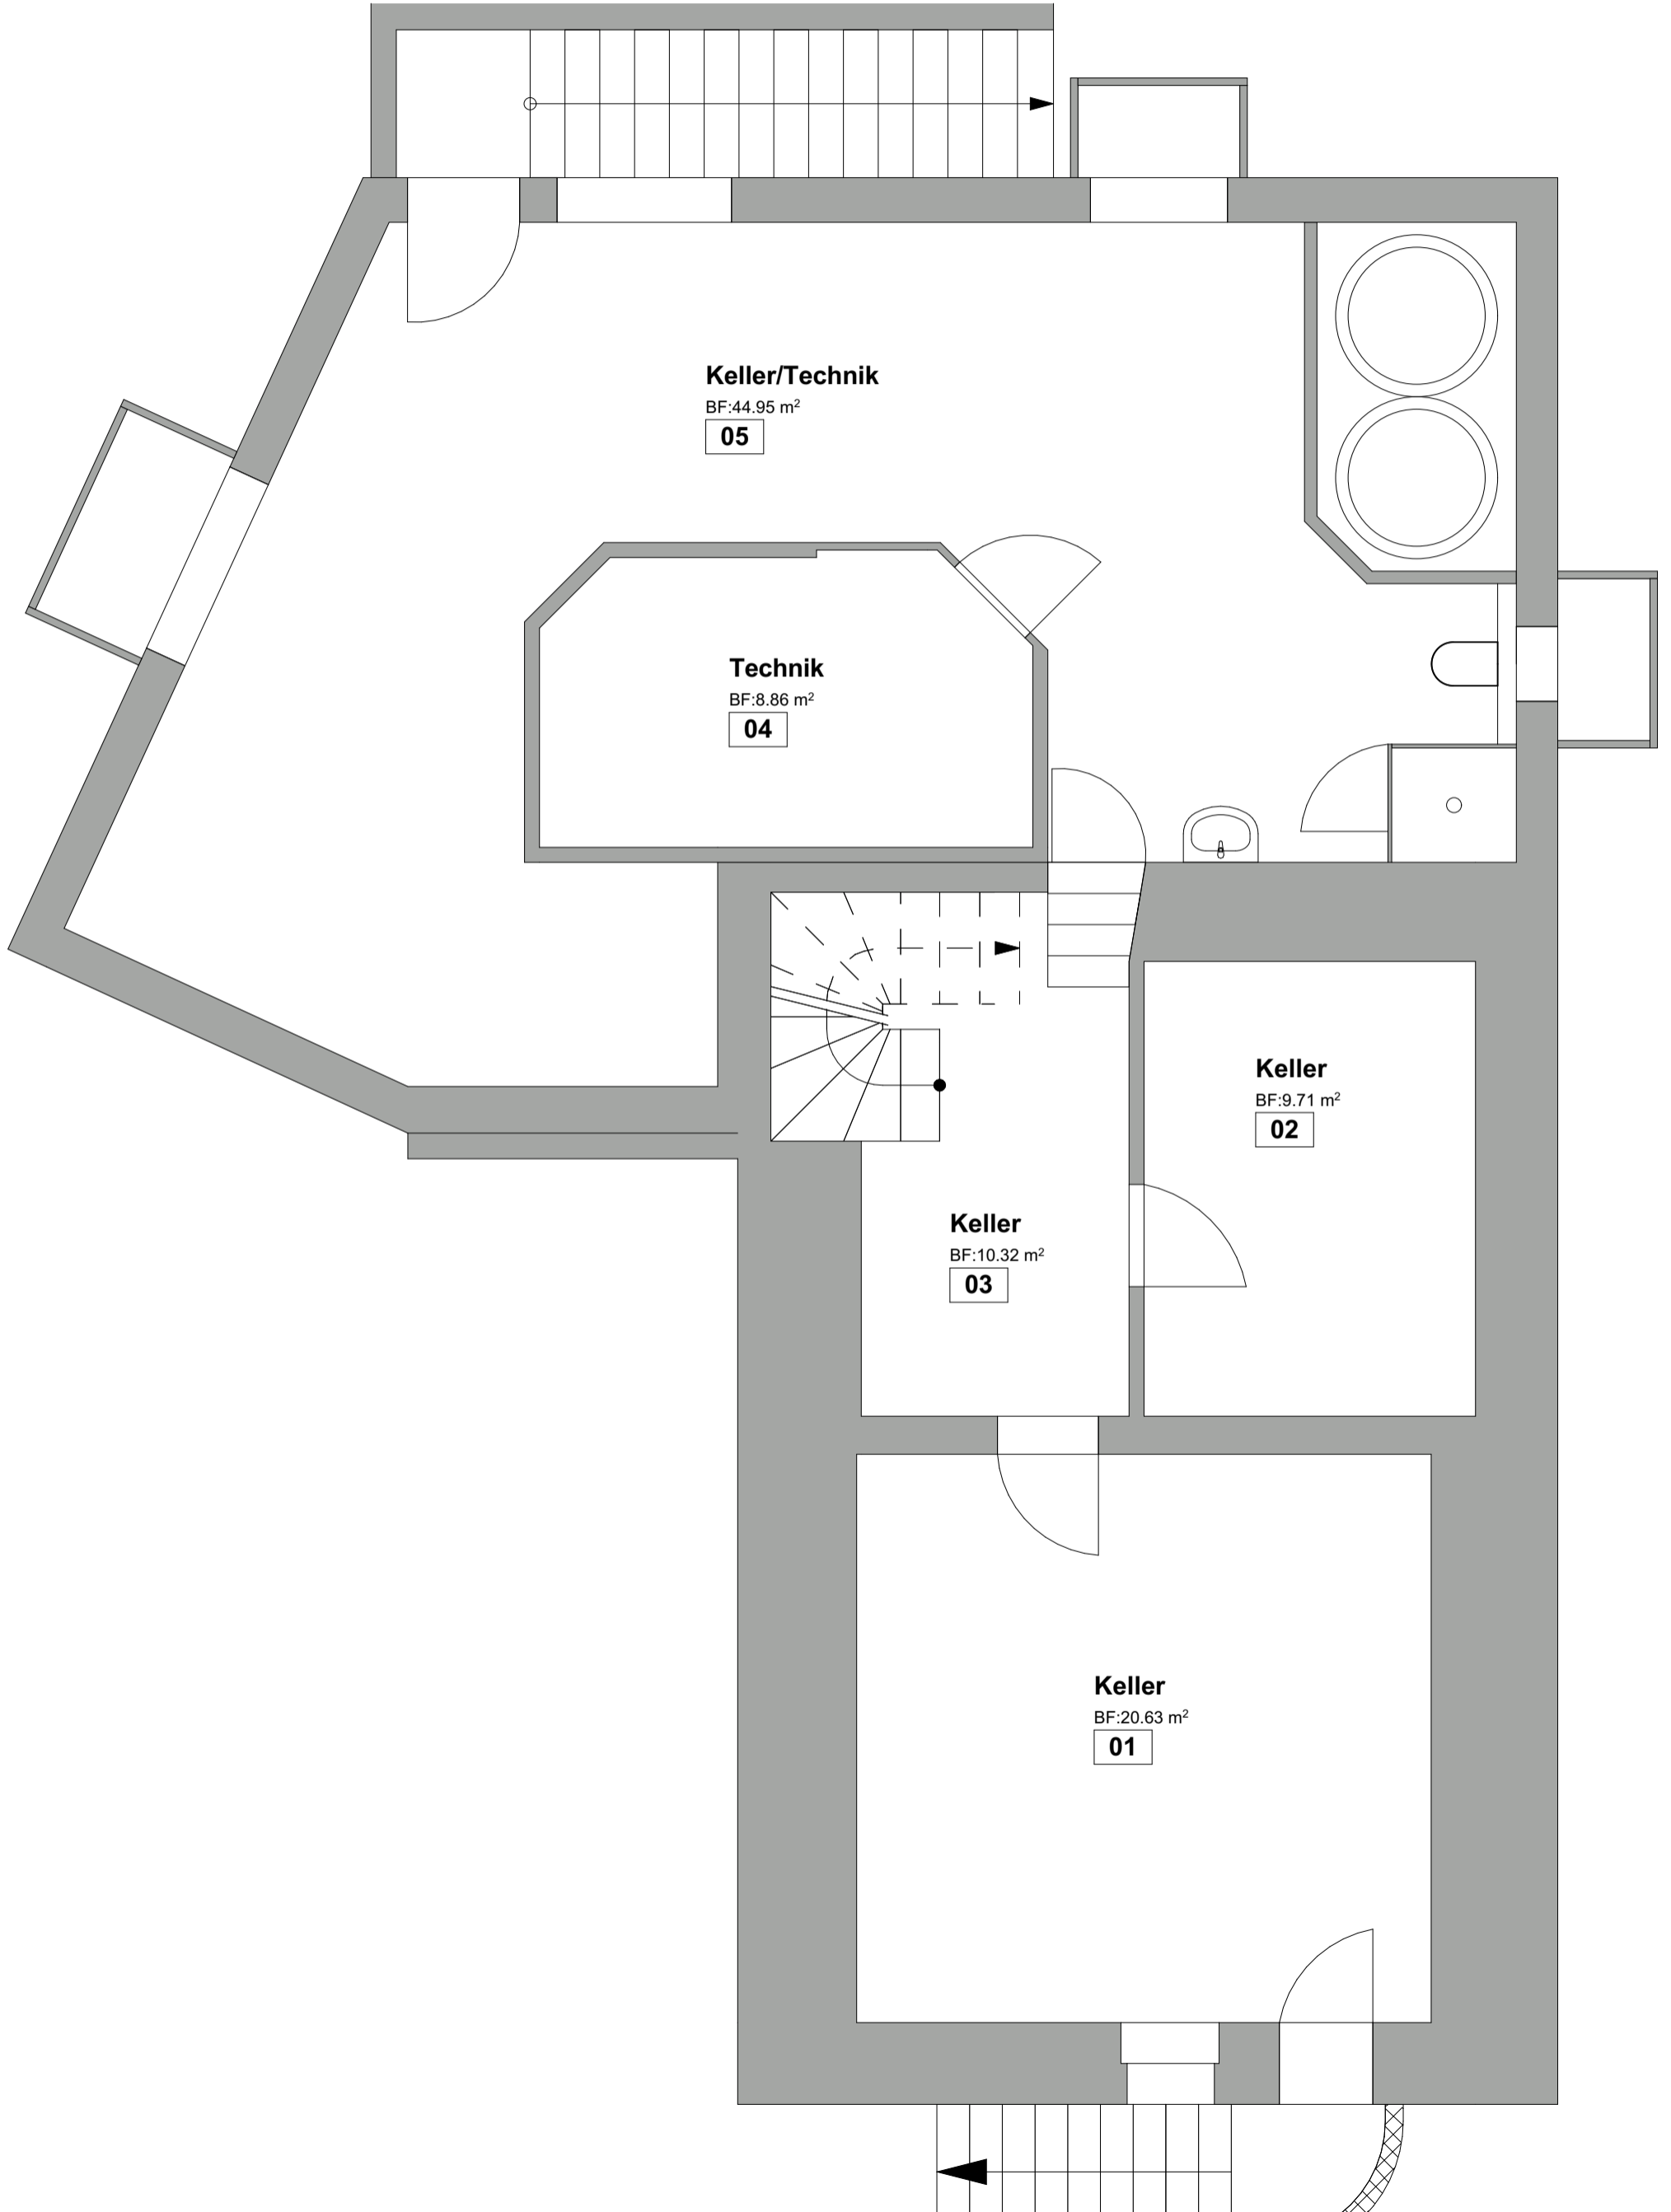 Keller/Technik
BF:44.95 m²
05
Technik
BF:8.86 m²
04
Keller
BF:9.71 m²
02
Keller
BF:10.32 m²
03
Keller
BF:20.63 m²
01